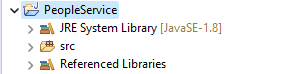 PeopleService
JRE System Library [JavaSE-1.8]
src
Referenced Libraries